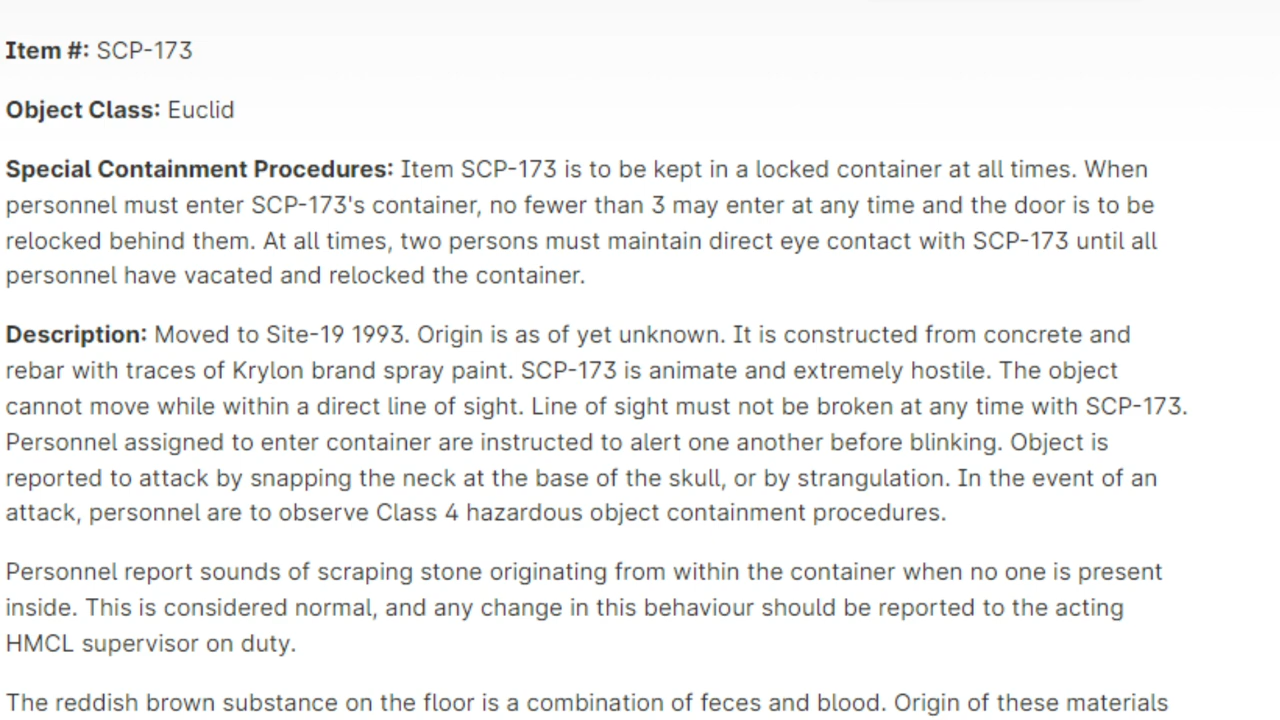 Item #: SCP-173
Object Class: Euclid
Special Containment Procedures: Item SCP-173 is to be kept in a locked container at all times. When
personnel must enter SCP-173's container, no fewer than 3 may enter at any time and the door is to be
relocked behind them. At all times, two persons must maintain direct eye contact with SCP-173 until all
personnel have vacated and relocked the container.
Description: Moved to Site-19 1993. Origin is as of yet unknown. It is constructed from concrete and
rebar with traces of Krylon brand spray paint. SCP-173 is animate and extremely hostile. The object
cannot move while within a direct line of sight. Line of sight must not be broken at any time with SCP-173.
Personnel assigned to enter container are instructed to alert one another before blinking. Object is
reported to attack by snapping the neck at the base of the skull, or by strangulation. In the event of an
attack, personnel are to observe Class 4 hazardous object containment procedures.
Personnel report sounds of scraping stone originating from within the container when no one is present
inside. This is considered normal, and any change in this behaviour should be reported to the acting
HMCL supervisor on duty.
The reddish brown substance on the floor is a combination of feces and blood. Origin of these materials